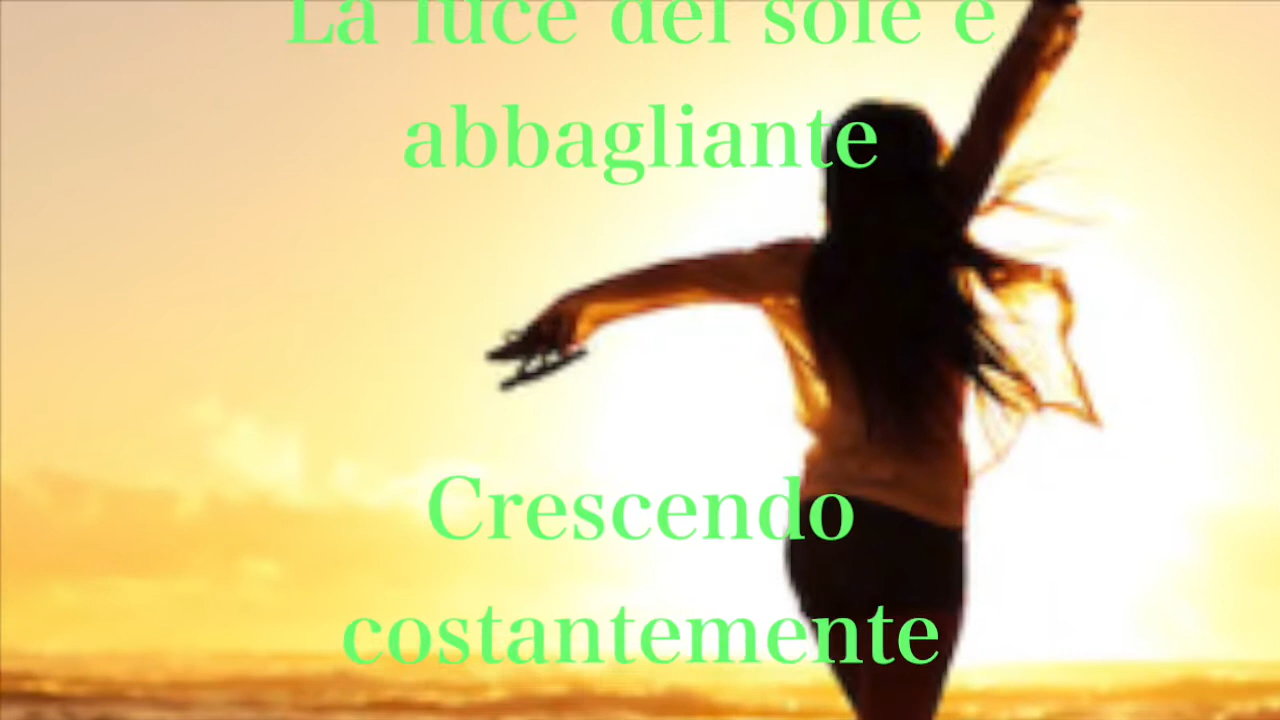 La luce del sole è
abbagliante
Crescendo
costantemente